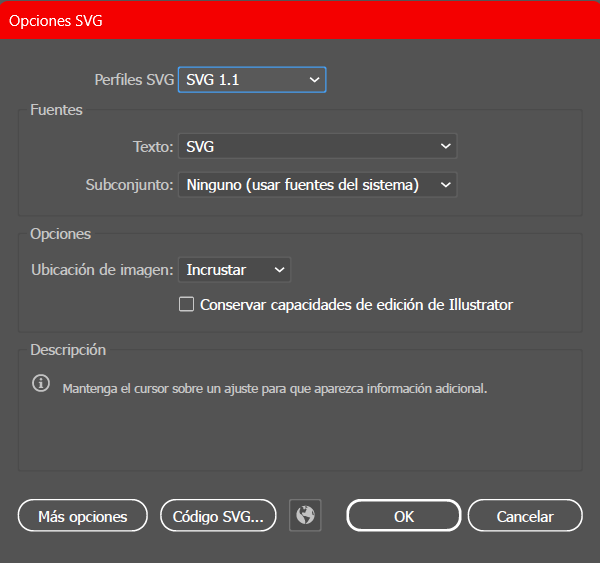 Opciones SVG
Perfiles SVG SVG 1.1
Fuentes
Texto: SVG
Subconjunto: Ninguno (usar fuentes del sistema)
Opciones
Ubicación de imagen: Incrustar
Conservar capacidades de edición de Illustrator
Descripción
Mantenga el cursor sobre un ajuste para que aparezca información adicional.
Más opciones Código SVG... OK Cancelar